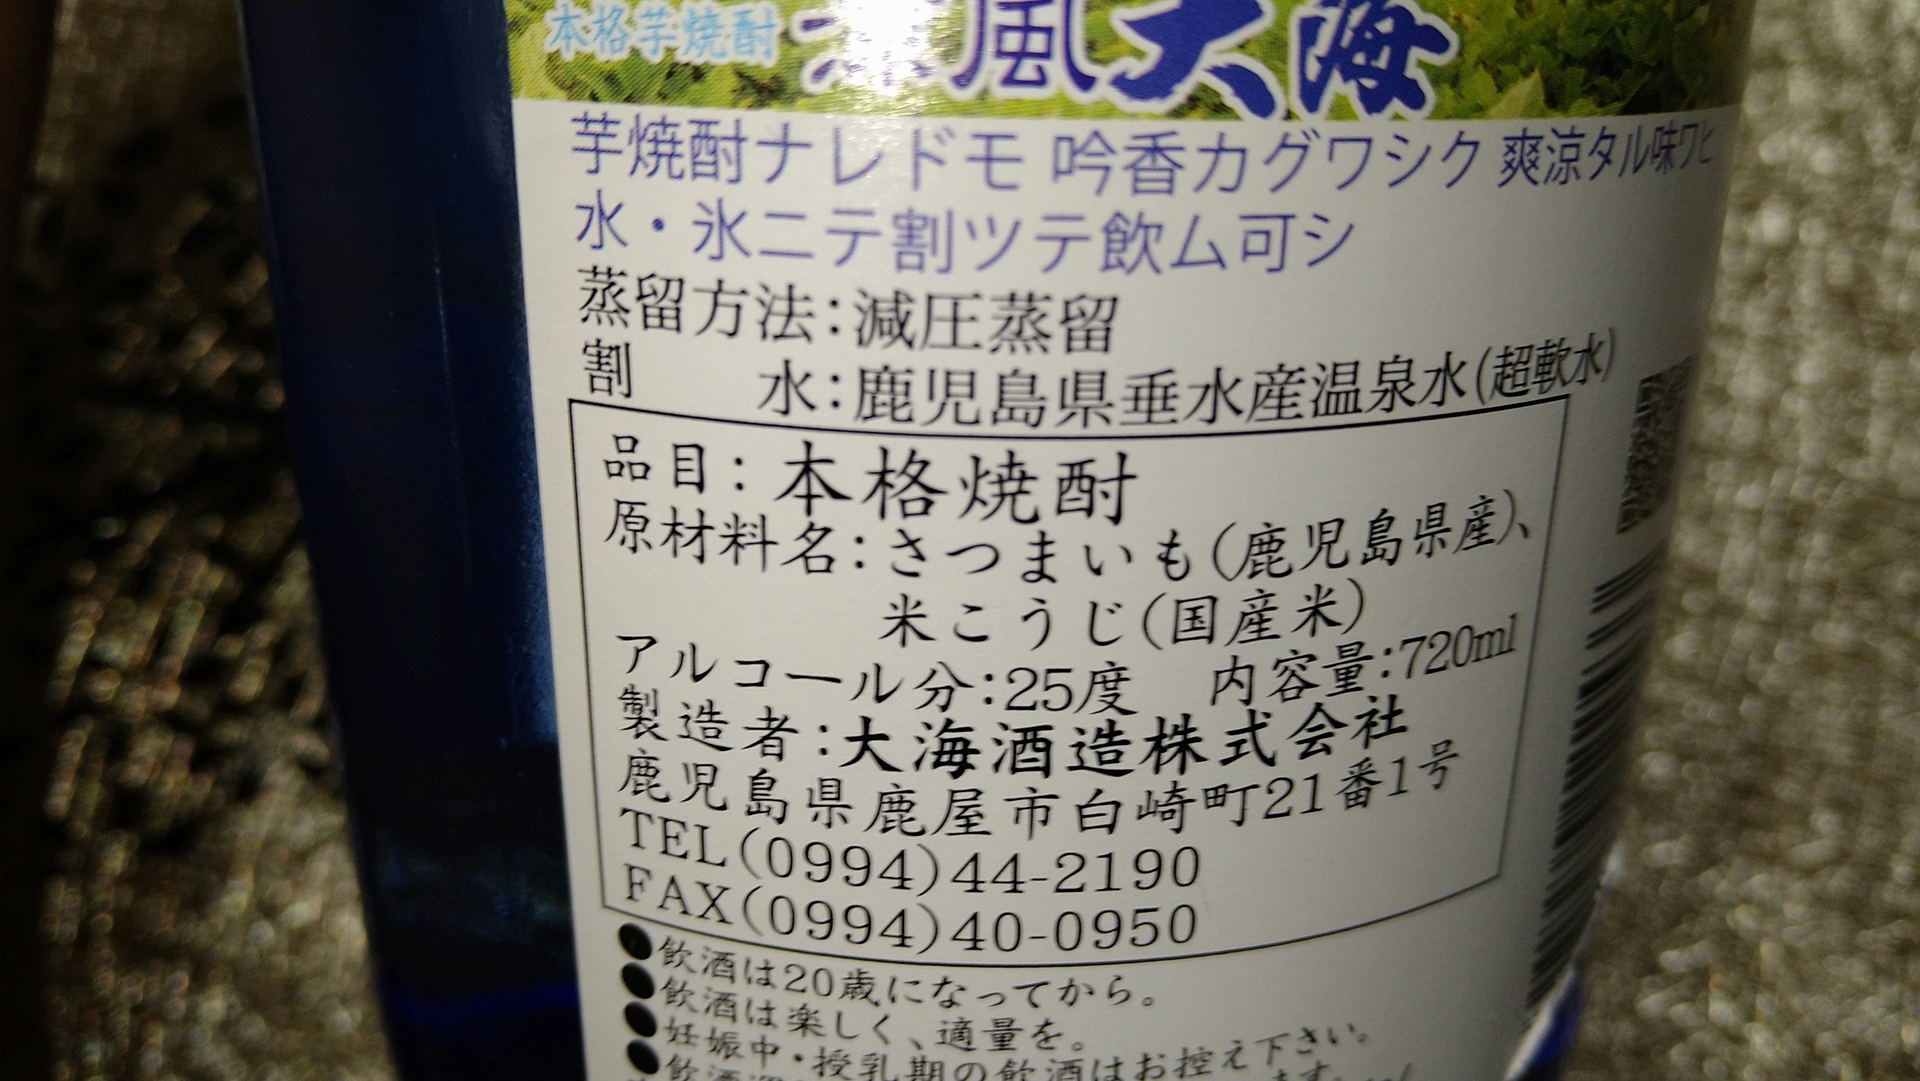 本格芋焼酎 風大海
芋焼酎ナレドモ 吟香カグワシク 爽涼タル味ワヒ
水・氷ニテ割ツテ飲ム可シ
蒸留方法:減圧蒸留
割　水:鹿児島県垂水産温泉水(超軟水)
品目:本格焼酎
原材料名:さつまいも(鹿児島県産)、
米こうじ(国産米)
アルコール分:25度　内容量:720ml
製造者:大海酒造株式会社
鹿児島県鹿屋市白崎町21番1号
TEL(0994)44-2190
FAX(0994)40-0950
●飲酒は20歳になってから。
●飲酒は楽しく、適量を。
●妊娠中・授乳期の飲酒はお控え下さい。
●飲酒